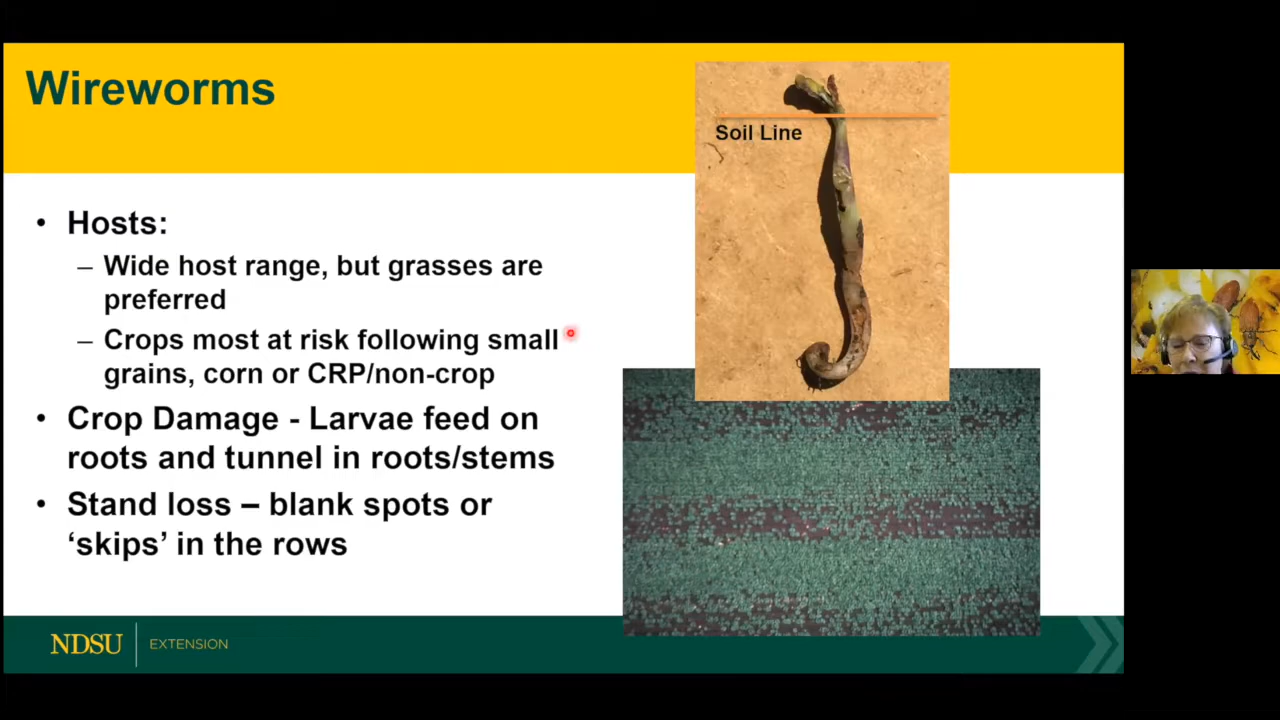 Wireworms
Soil Line
• Hosts:
– Wide host range, but grasses are
preferred
– Crops most at risk following small
grains, corn or CRP/non-crop
• Crop Damage - Larvae feed on
roots and tunnel in roots/stems
• Stand loss – blank spots or
‘skips’ in the rows
NDSU EXTENSION